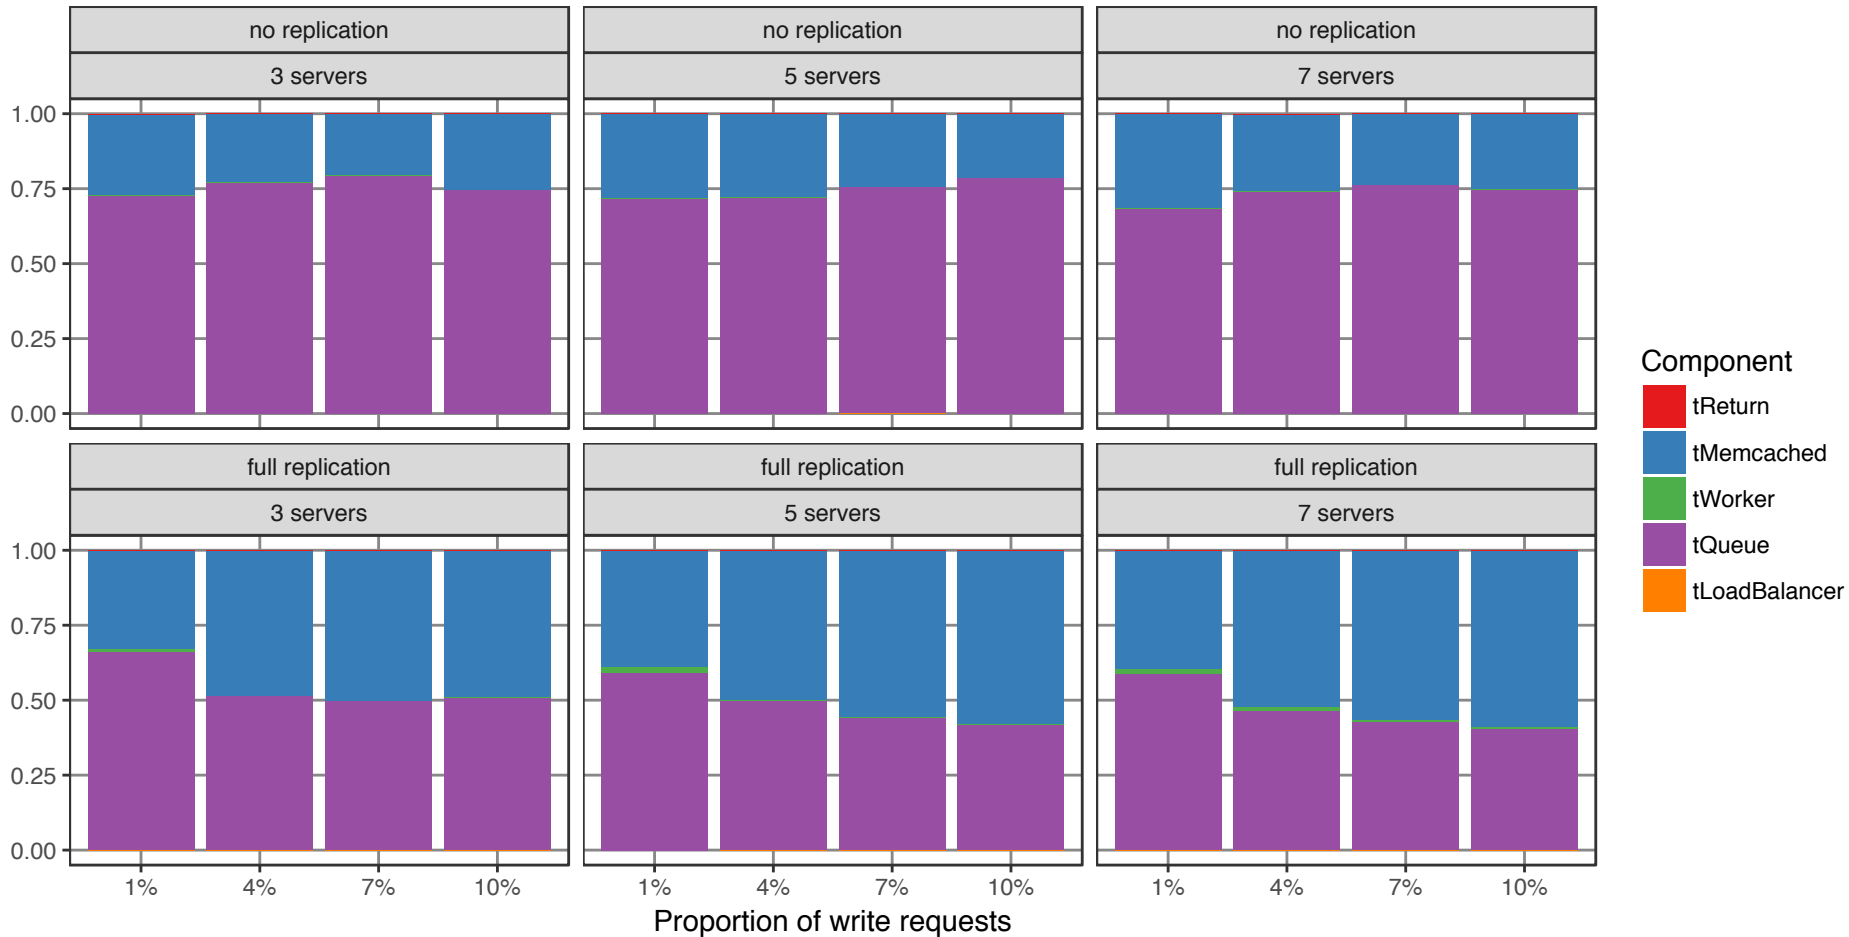 no replication no replication no replication
3 servers 5 servers 7 servers
1.00
0.75
0.50
0.25
0.00
full replication full replication full replication
3 servers 5 servers 7 servers
1.00
0.75
0.50
0.25
0.00
1% 4% 7% 10% 1% 4% 7% 10% 1% 4% 7% 10%
Proportion of write requests
Component
tReturn
tMemcached
tWorker
tQueue
tLoadBalancer